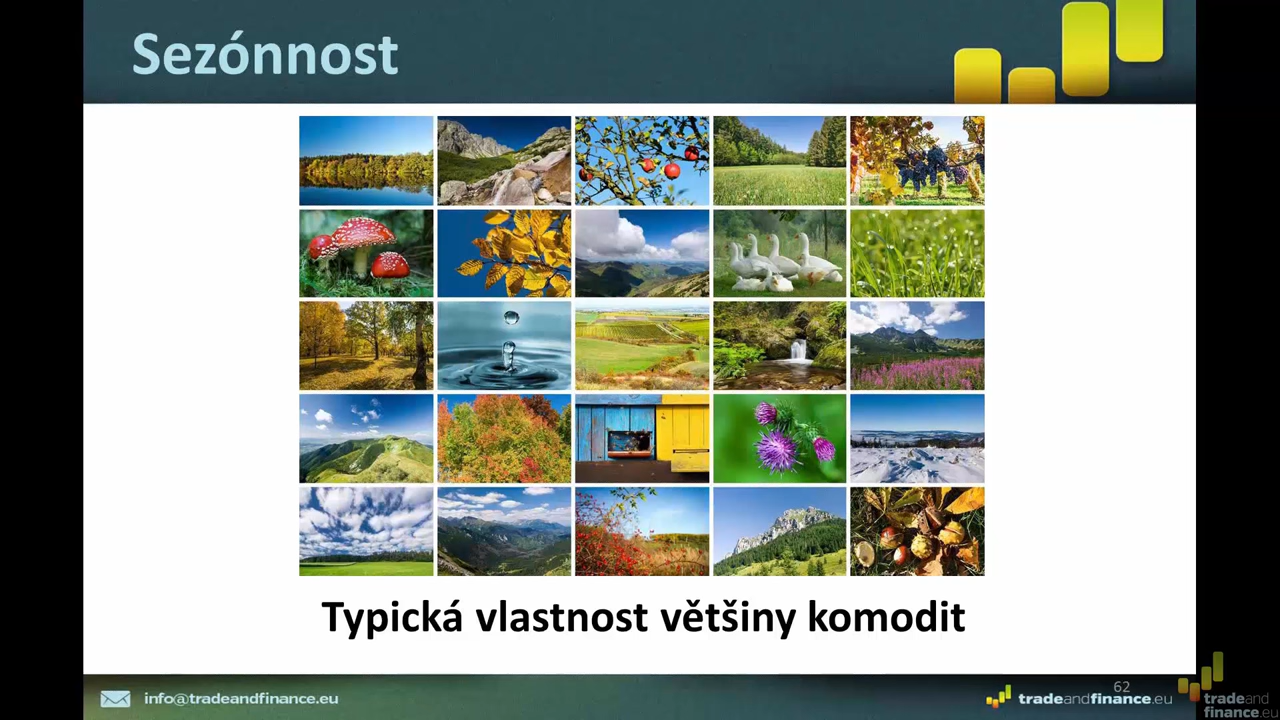 Sezónnost
Typická vlastnost většiny komodit
info@tradeandfinance.eu
62
tradeandfinance.eu
tradeand
finance.eu